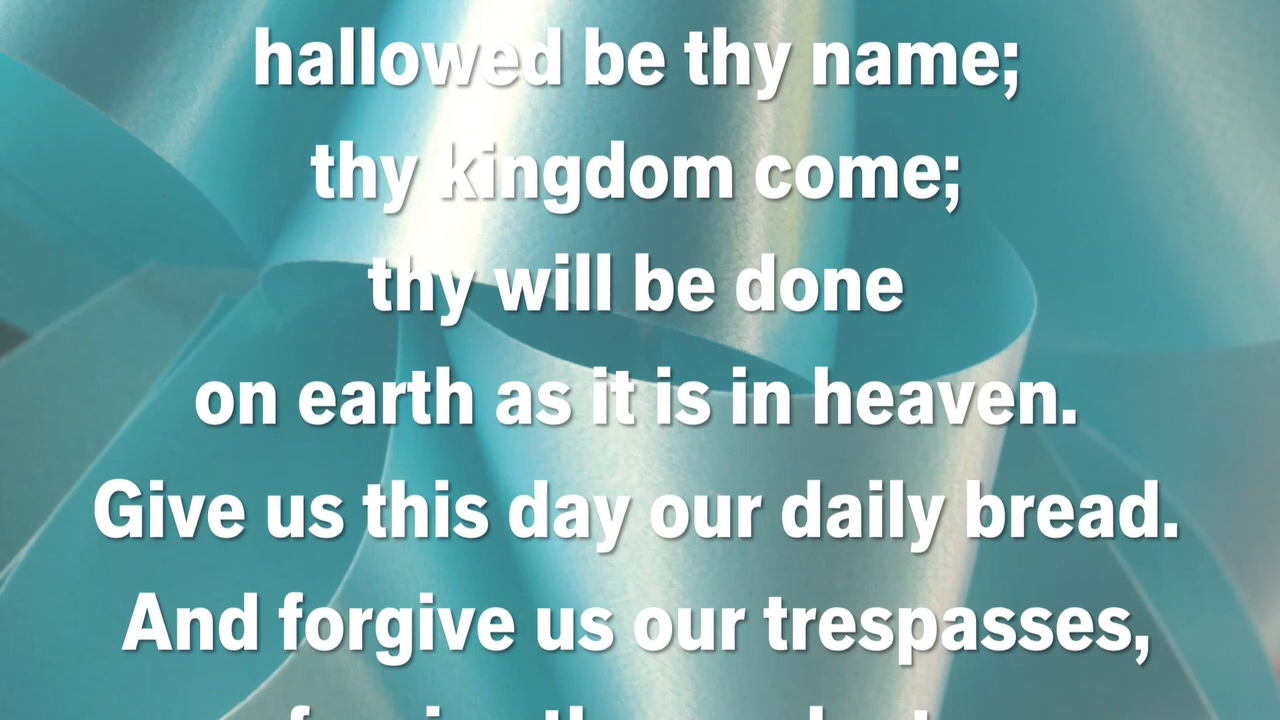 hallowed be thy name;
thy kingdom come;
thy will be done
on earth as it is in heaven.
Give us this day our daily bread.
And forgive us our trespasses,